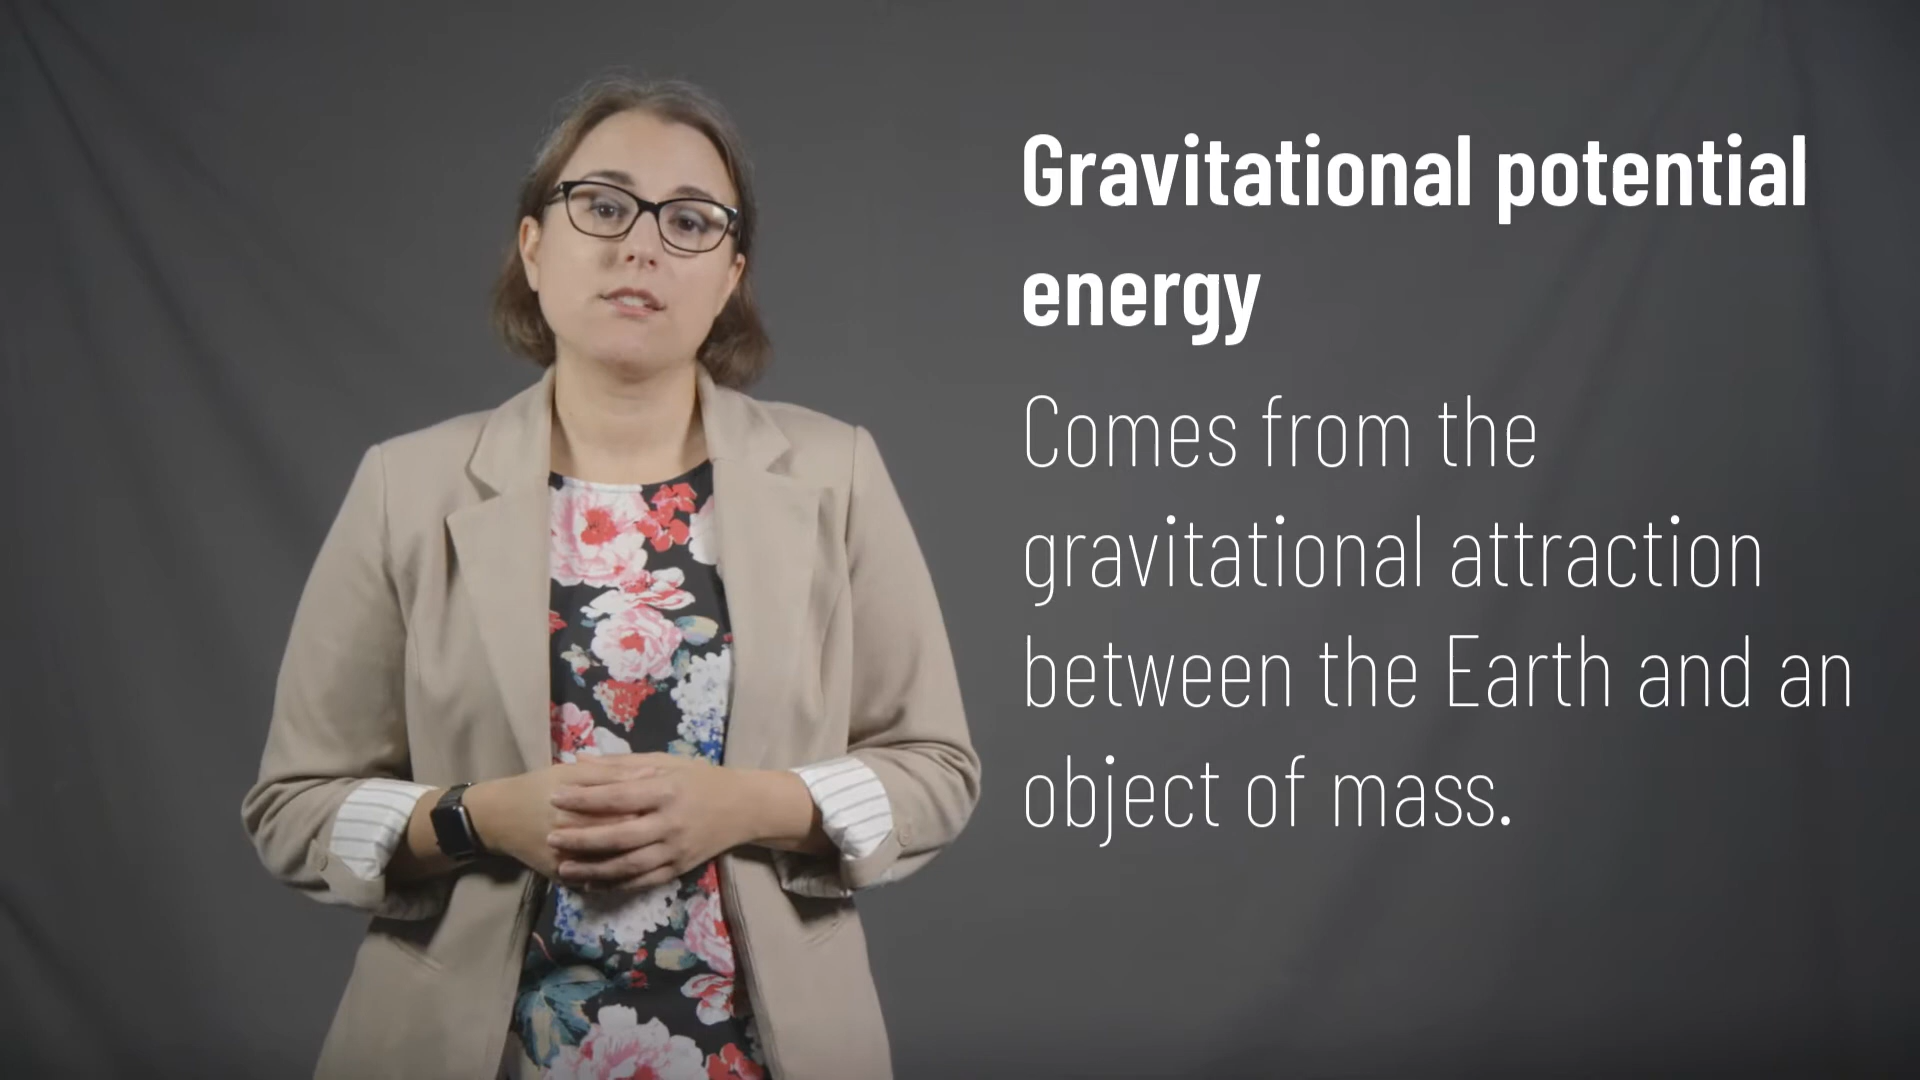 Gravitational potential
energy
Comes from the
gravitational attraction
between the Earth and an
object of mass.